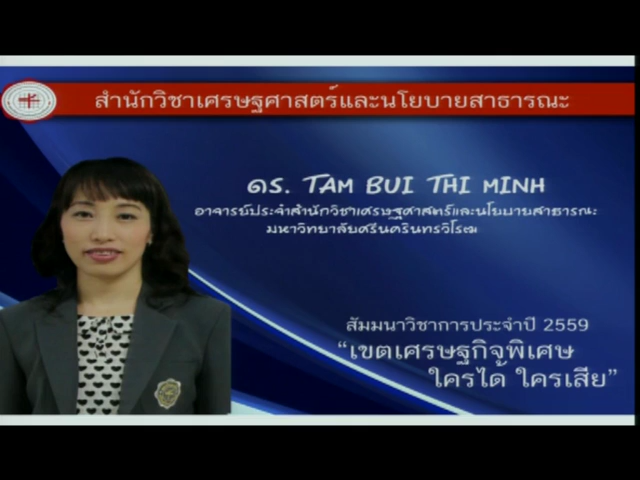 สำนักวิชาเศรษฐศาสตร์และนโยบายสาธารณะ
ดร. TAM BUI THI MINH
อาจารย์ประจำสำนักวิชาเศรษฐศาสตร์และนโยบายสาธารณะ
มหาวิทยาลัยศรีนครินทรวิโรฒ
สัมมนาวิชาการประจำปี 2559
“เขตเศรษฐกิจพิเศษ
ใครได้ ใครเสีย”